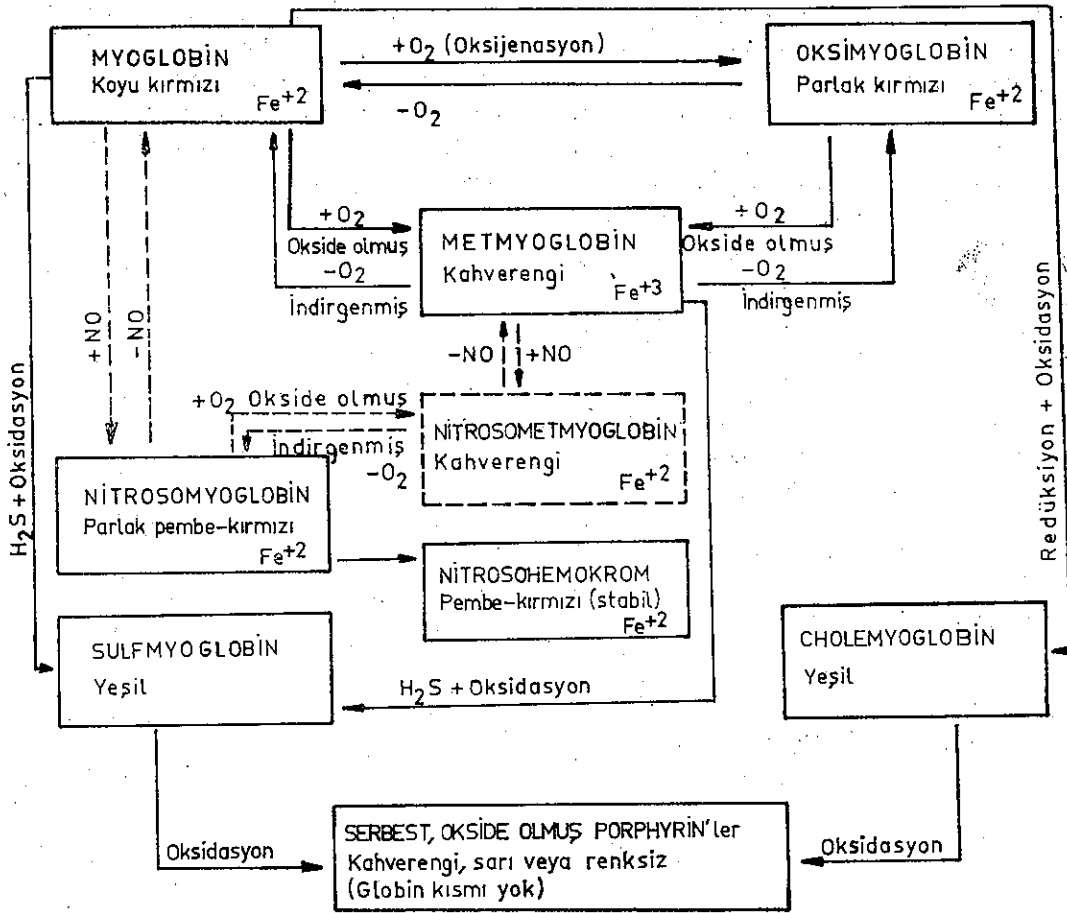 MYOGLOBİN
Koyu kırmızı
Fe+2
+O2 (Oksijenasyon)
-O2
OKSİMYOGLOBİN
Parlak kırmızı
Fe+2
+O2
Okside olmuş
-O2
İndirgenmiş
METMYOGLOBİN
Kahverengi
Fe+3
+O2
Okside olmuş
-O2
İndirgenmiş
+NO
-NO
-NO
+NO
H2S + Oksidasyon
Redüksiyon + Oksidasyon
+O2 Okside olmuş
İndirgenmiş
-O2
NİTROSOMETMYOGLOBİN
Kahverengi
Fe+2
NİTROSOMYOGLOBİN
Parlak pembe-kırmızı
Fe+2
NİTROSOHEMOKROM
Pembe-kırmızı (stabil)
Fe+2
SULFMYOGLOBİN
Yeşil
H2S + Oksidasyon
CHOLEMYOGLOBİN
Yeşil
Oksidasyon
SERBEST, OKSİDE OLMUŞ PORPHYRİN'ler
Kahverengi, sarı veya renksiz
(Globin kısmı yok)
Oksidasyon